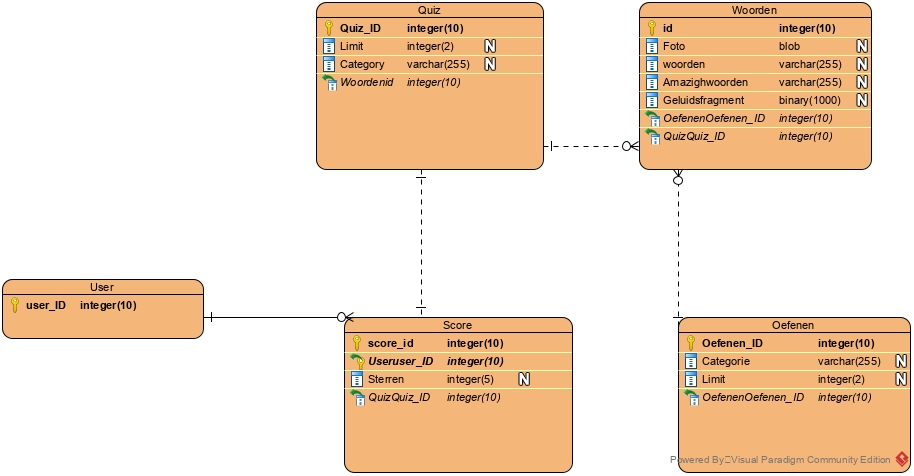 Quiz
Quiz_ID integer(10)
Limit integer(2) N
Category varchar(255) N
Woordenid integer(10)
Woorden
id integer(10)
Foto blob N
woorden varchar(255) N
Amazighwoorden varchar(255) N
Geluidsfragment binary(1000) N
OefenenOefenen_ID integer(10)
QuizQuiz_ID integer(10)
User
user_ID integer(10)
Score
score_id integer(10)
Useruser_ID integer(10)
Sterren integer(5) N
QuizQuiz_ID integer(10)
Oefenen
Oefenen_ID integer(10)
Categorie varchar(255) N
Limit integer(2) N
OefenenOefenen_ID integer(10)
Powered By Visual Paradigm Community Edition